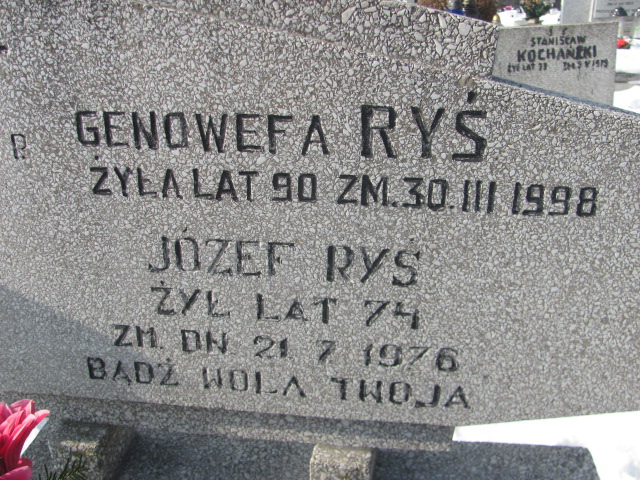 STANISŁAW
KOCHAŃSKI
R
GENOWEFA RYŚ
ŻYŁA LAT 90 ZM. 30. III 1998
JÓZEF RYŚ
ŻYŁ LAT 74
ZM. DN 21 7 1976
BĄDŹ WOLA TWOJA